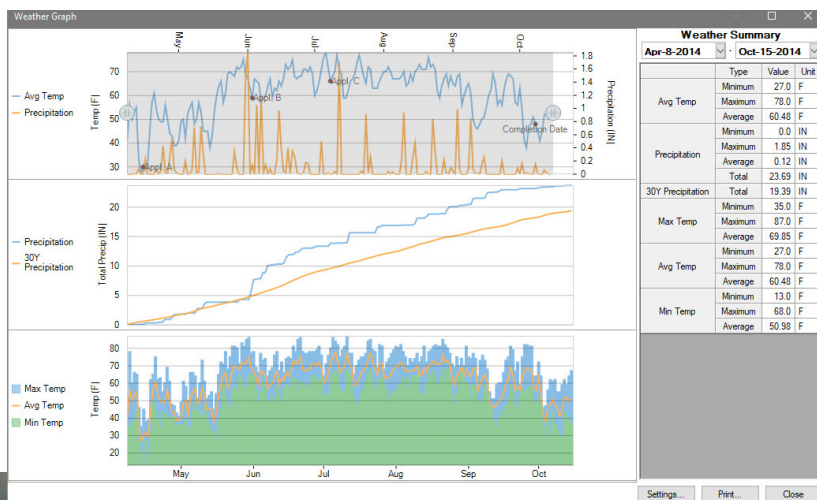 Weather Graph
May
Jun
Jul
Aug
Sep
Oct
Avg Temp
Precipitation
Temp [F]
70
60
50
40
30
Appl. A
Appl. B
Appl. C
Completion Date
1.8
1.6
1.4
1.2
1
0.8
0.6
0.4
0.2
0
Precipitation [IN]
Precipitation
30Y
Precipitation
Total Precip [IN]
20
15
10
5
0
Max Temp
Avg Temp
Min Temp
Temp [F]
80
70
60
50
40
30
20
May
Jun
Jul
Aug
Sep
Oct
Weather Summary
Apr-8-2014 - Oct-15-2014
Type Value Unit
Avg Temp
Minimum 27.0 F
Maximum 78.0 F
Average 60.48 F
Precipitation
Minimum 0.0 IN
Maximum 1.85 IN
Average 0.12 IN
Total 23.69 IN
30Y Precipitation Total 19.39 IN
Max Temp
Minimum 35.0 F
Maximum 87.0 F
Average 69.85 F
Avg Temp
Minimum 27.0 F
Maximum 78.0 F
Average 60.48 F
Min Temp
Minimum 13.0 F
Maximum 68.0 F
Average 50.98 F
Settings... Print... Close